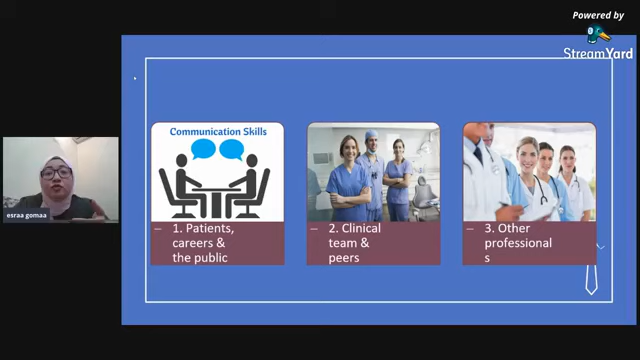 Powered by
StreamYard
Communication Skills
– 1. Patients,
careers &
the public
– 2. Clinical
team &
peers
– 3. Other
professional
s
esraa gomaa